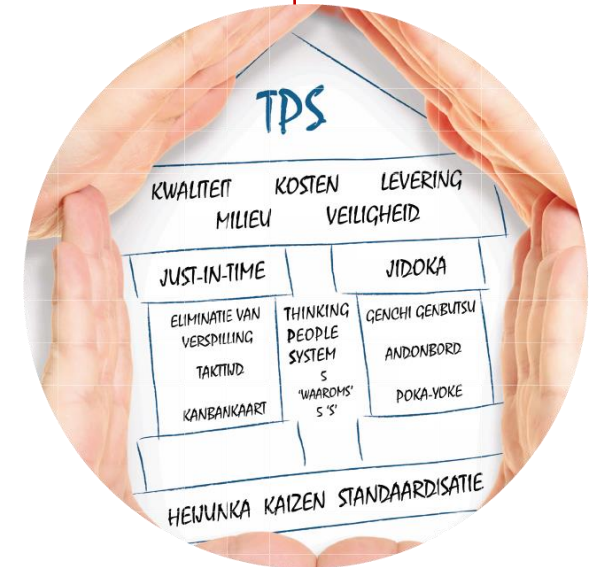 TPS
KWALITEIT KOSTEN LEVERING
MILIEU VEILIGHEID
JUST-IN-TIME
JIDOKA
ELIMINATIE VAN
VERSPILLING
TAKTTIJD
KANBANKAART
THINKING
PEOPLE
SYSTEM
5
'WAAROMS'
5 'S'
GENCHI GENBUTSU
ANDONBORD
POKA-YOKE
HEIJUNKA KAIZEN STANDAARDISATIE